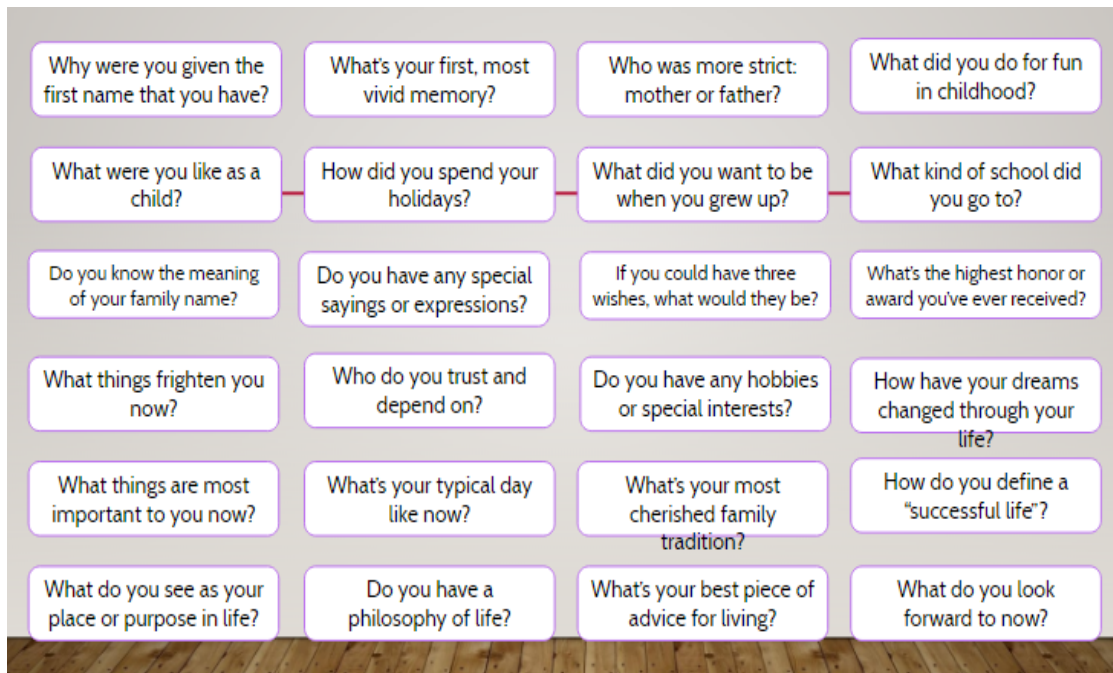 Why were you given the
first name that you have?
What's your first, most
vivid memory?
Who was more strict:
mother or father?
What did you do for fun
in childhood?
What were you like as a
child?
How did you spend your
holidays?
What did you want to be
when you grew up?
What kind of school did
you go to?
Do you know the meaning
of your family name?
Do you have any special
sayings or expressions?
If you could have three
wishes, what would they be?
What's the highest honor or
award you've ever received?
What things frighten you
now?
Who do you trust and
depend on?
Do you have any hobbies
or special interests?
How have your dreams
changed through your
life?
What things are most
important to you now?
What's your typical day
like now?
What's your most
cherished family
tradition?
How do you define a
“successful life”?
What do you see as your
place or purpose in life?
Do you have a
philosophy of life?
What's your best piece of
advice for living?
What do you look
forward to now?